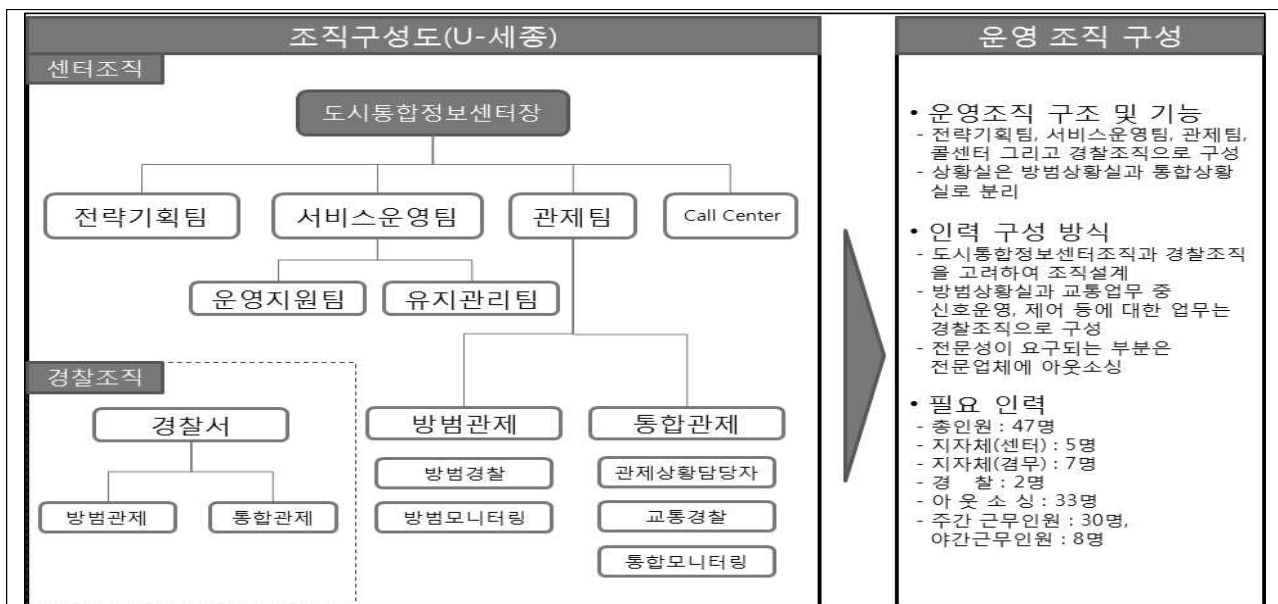 조직구성도(U-세종)
센터조직
도시통합정보센터장
전략기획팀
서비스운영팀
관제팀
Call Center
운영지원팀
유지관리팀
경찰조직
경찰서
방범관제
통합관제
방범관제
방범경찰
방범모니터링
통합관제
관제상황담당자
교통경찰
통합모니터링
운영 조직 구성
• 운영조직 구조 및 기능
- 전략기획팀, 서비스운영팀, 관제팀,
콜센터 그리고 경찰조직으로 구성
- 상황실은 방범상황실과 통합상황
실로 분리
• 인력 구성 방식
- 도시통합정보센터조직과 경찰조직
을 고려하여 조직설계
- 방범상황실과 교통업무 중
신호운영, 제어 등에 대한 업무는
경찰조직으로 구성
- 전문성이 요구되는 부분은
전문업체에 아웃소싱
• 필요 인력
- 총인원 : 47명
- 지자체(센터) : 5명
- 지자체(겸무) : 7명
- 경 찰 : 2명
- 아 웃 소 싱 : 33명
- 주간 근무인원 : 30명,
야간근무인원 : 8명